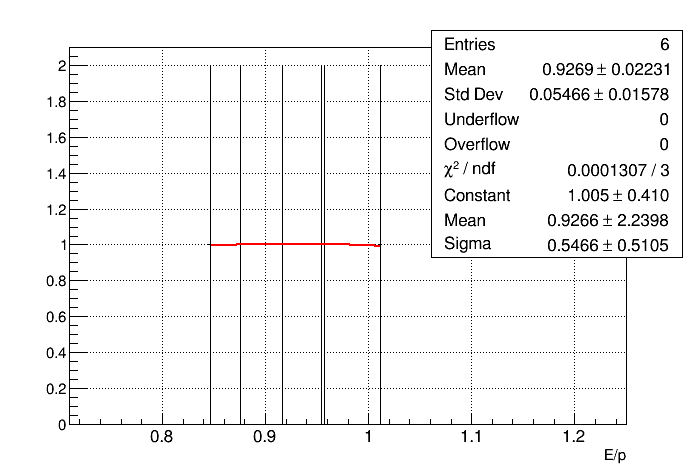 Entries 6
Mean 0.9269 ± 0.02231
Std Dev 0.05466 ± 0.01578
Underflow 0
Overflow 0
χ² / ndf 0.0001307 / 3
Constant 1.005 ± 0.410
Mean 0.9266 ± 2.2398
Sigma 0.5466 ± 0.5105
2
1.8
1.6
1.4
1.2
1
0.8
0.6
0.4
0.2
0
0.8 0.9 1 1.1 1.2
E/p